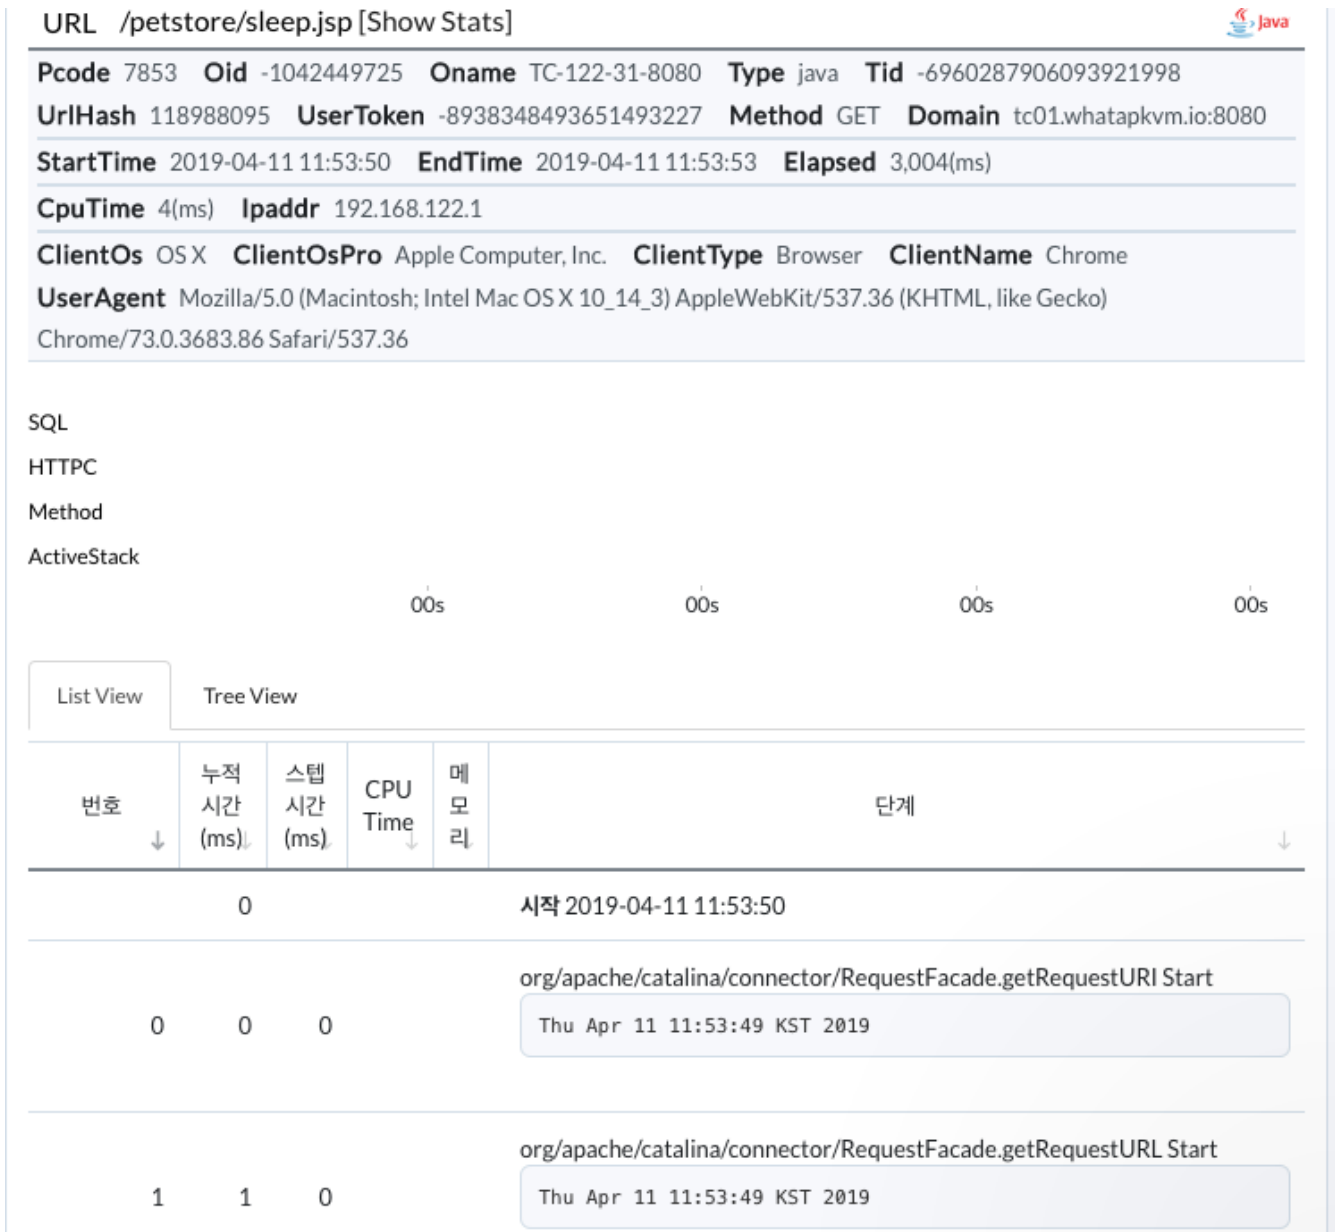 URL /petstore/sleep.jsp [Show Stats]
Java
Pcode 7853 Oid -1042449725 Oname TC-122-31-8080 Type java Tid -6960287906093921998
UrlHash 118988095 UserToken -8938348493651493227 Method GET Domain tc01.whatapkvm.io:8080
StartTime 2019-04-11 11:53:50 EndTime 2019-04-11 11:53:53 Elapsed 3,004(ms)
CpuTime 4(ms) Ipaddr 192.168.122.1
ClientOs OS X ClientOsPro Apple Computer, Inc. ClientType Browser ClientName Chrome
UserAgent Mozilla/5.0 (Macintosh; Intel Mac OS X 10_14_3) AppleWebKit/537.36 (KHTML, like Gecko)
Chrome/73.0.3683.86 Safari/537.36
SQL
HTTPC
Method
ActiveStack
00s 00s 00s 00s
List View Tree View
번호 누적 시간 (ms) 스텝 시간 (ms) CPU Time 메모리 단계
0 시작 2019-04-11 11:53:50
org/apache/catalina/connector/RequestFacade.getRequestURI Start
0 0 0 Thu Apr 11 11:53:49 KST 2019
org/apache/catalina/connector/RequestFacade.getRequestURL Start
1 1 0 Thu Apr 11 11:53:49 KST 2019